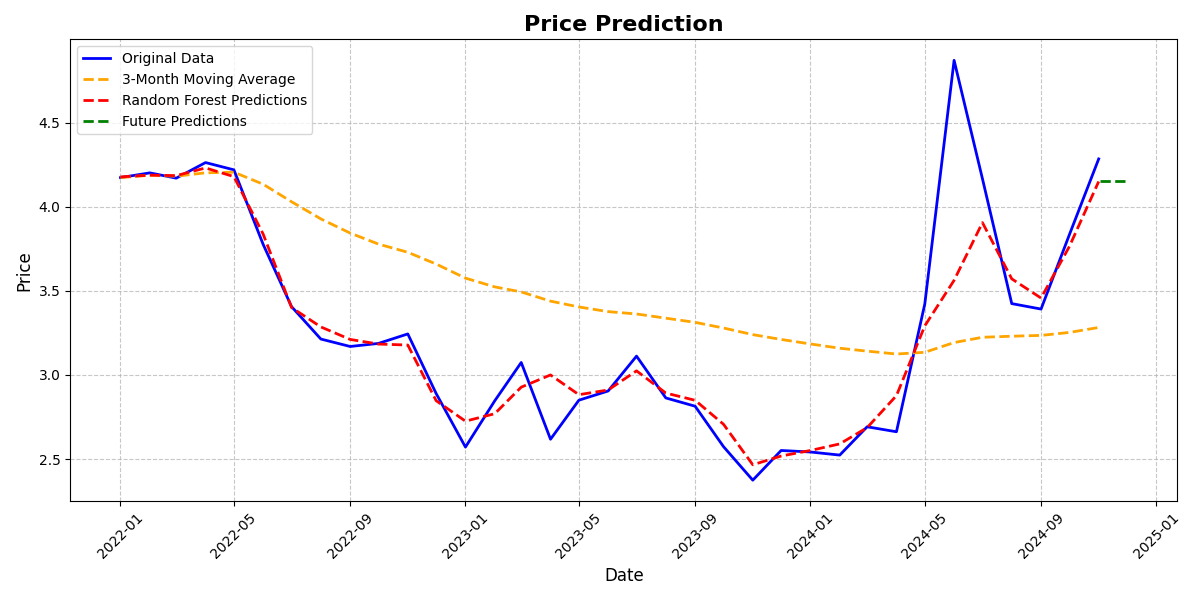 Price Prediction
Original Data
3-Month Moving Average
Random Forest Predictions
Future Predictions
Price
4.5
4.0
3.5
3.0
2.5
2022-01
2022-05
2022-09
2023-01
2023-05
2023-09
2024-01
2024-05
2024-09
2025-01
Date